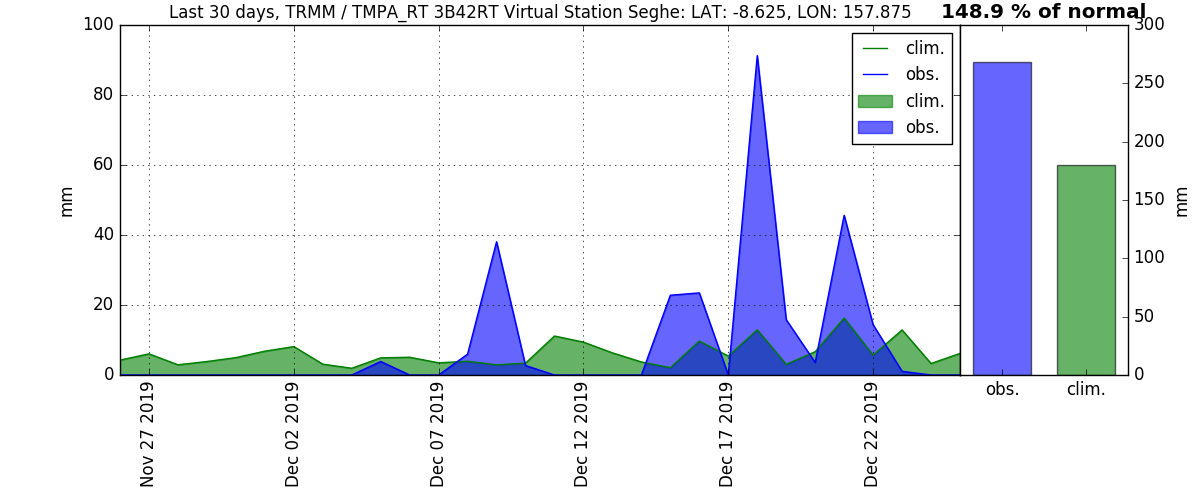 Last 30 days, TRMM / TMPA_RT 3B42RT Virtual Station Seghe: LAT: -8.625, LON: 157.875
148.9 % of normal
100
80
60
40
20
0
mm
clim.
obs.
clim.
obs.
Nov 27 2019
Dec 02 2019
Dec 07 2019
Dec 12 2019
Dec 17 2019
Dec 22 2019
300
250
200
150
100
50
0
mm
obs.
clim.